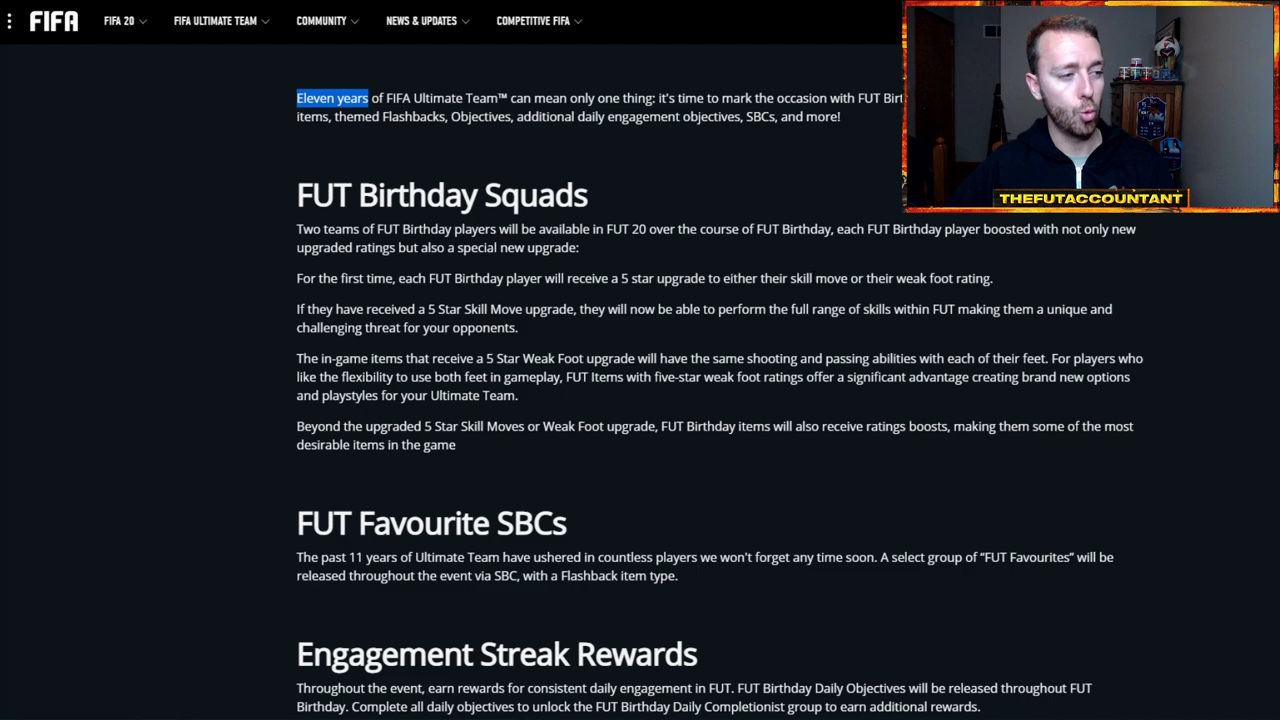 FIFA
FIFA 20
FIFA ULTIMATE TEAM
COMMUNITY
NEWS & UPDATES
COMPETITIVE FIFA
Eleven years of FIFA Ultimate Team™ can mean only one thing: it's time to mark the occasion with FUT
items, themed Flashbacks, Objectives, additional daily engagement objectives, SBCs, and more!
THEFUTACCOUNTANT
FUT Birthday Squads
Two teams of FUT Birthday players will be available in FUT 20 over the course of FUT Birthday, each FUT Birthday player boosted with not only new
upgraded ratings but also a special new upgrade:
For the first time, each FUT Birthday player will receive a 5 star upgrade to either their skill move or their weak foot rating.
If they have received a 5 Star Skill Move upgrade, they will now be able to perform the full range of skills within FUT making them a unique and
challenging threat for your opponents.
The in-game items that receive a 5 Star Weak Foot upgrade will have the same shooting and passing abilities with each of their feet. For players who
like the flexibility to use both feet in gameplay, FUT Items with five-star weak foot ratings offer a significant advantage creating brand new options
and playstyles for your Ultimate Team.
Beyond the upgraded 5 Star Skill Moves or Weak Foot upgrade, FUT Birthday items will also receive ratings boosts, making them some of the most
desirable items in the game
FUT Favourite SBCs
The past 11 years of Ultimate Team have ushered in countless players we won't forget any time soon. A select group of “FUT Favourites” will be
released throughout the event via SBC, with a Flashback item type.
Engagement Streak Rewards
Throughout the event, earn rewards for consistent daily engagement in FUT. FUT Birthday Daily Objectives will be released throughout FUT
Birthday. Complete all daily objectives to unlock the FUT Birthday Daily Completionist group to earn additional rewards.